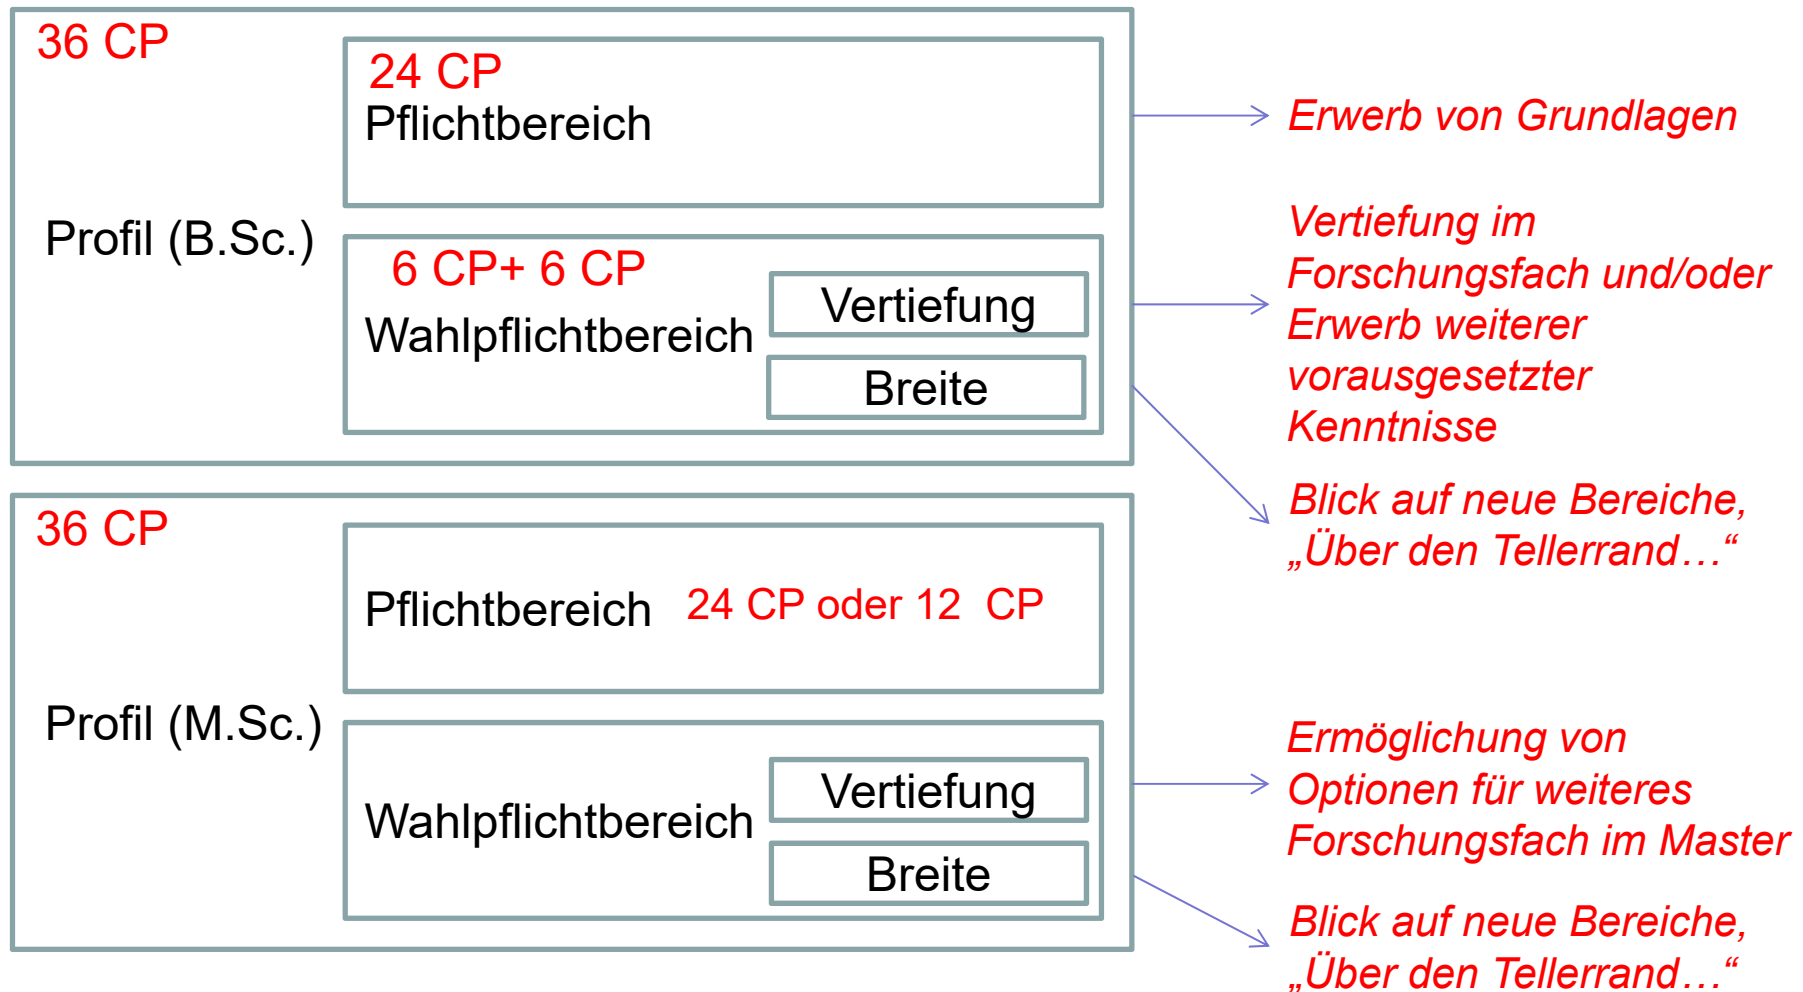 36 CP
24 CP
Pflichtbereich
Profil (B.Sc.)
6 CP+ 6 CP
Wahlpflichtbereich
Vertiefung
Breite
Erwerb von Grundlagen
Vertiefung im
Forschungsfach und/oder
Erwerb weiterer
vorausgesetzter
Kenntnisse
Blick auf neue Bereiche,
„Über den Tellerrand…“
36 CP
Pflichtbereich 24 CP oder 12 CP
Profil (M.Sc.)
Wahlpflichtbereich
Vertiefung
Breite
Ermöglichung von
Optionen für weiteres
Forschungsfach im Master
Blick auf neue Bereiche,
„Über den Tellerrand…“